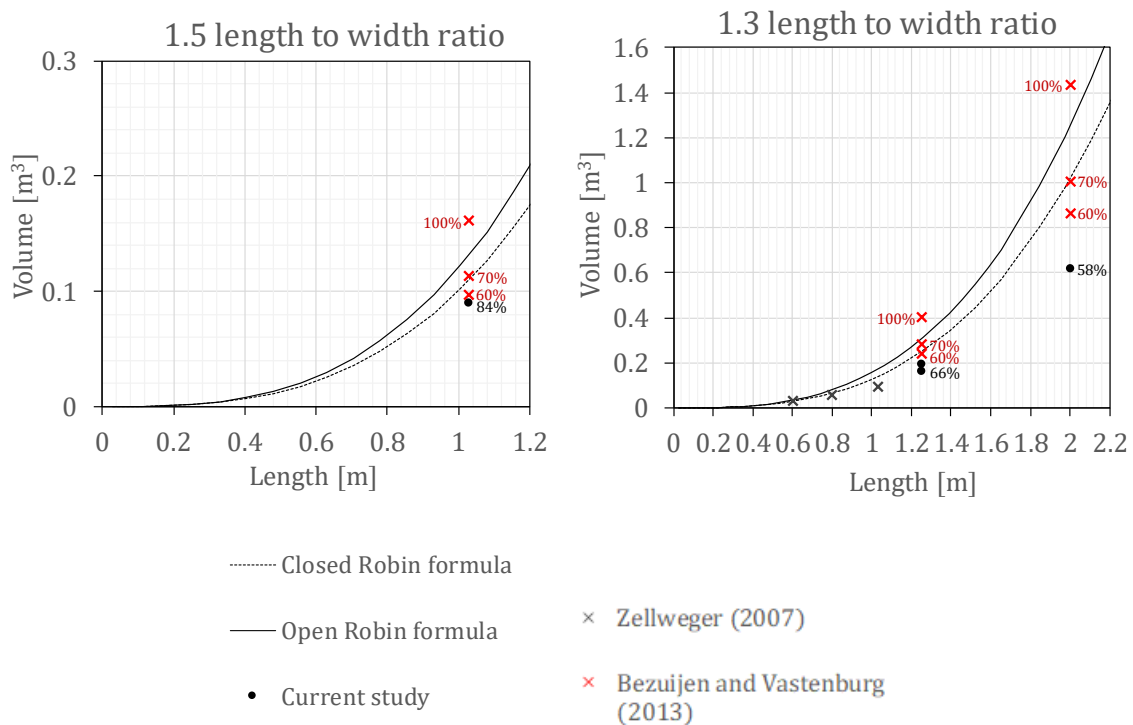 1.5 length to width ratio
0.3
0.2
0.1
0
Volume [m³]
100%
70%
60%
84%
0 0.2 0.4 0.6 0.8 1 1.2
Length [m]
1.3 length to width ratio
1.6
1.4
1.2
1
0.8
0.6
0.4
0.2
0
Volume [m³]
100%
70%
60%
58%
100%
70%
60%
66%
0 0.2 0.4 0.6 0.8 1 1.2 1.4 1.6 1.8 2 2.2
Length [m]
Closed Robin formula
Open Robin formula
Current study
Zellweger (2007)
Bezuijen and Vastenburg
(2013)